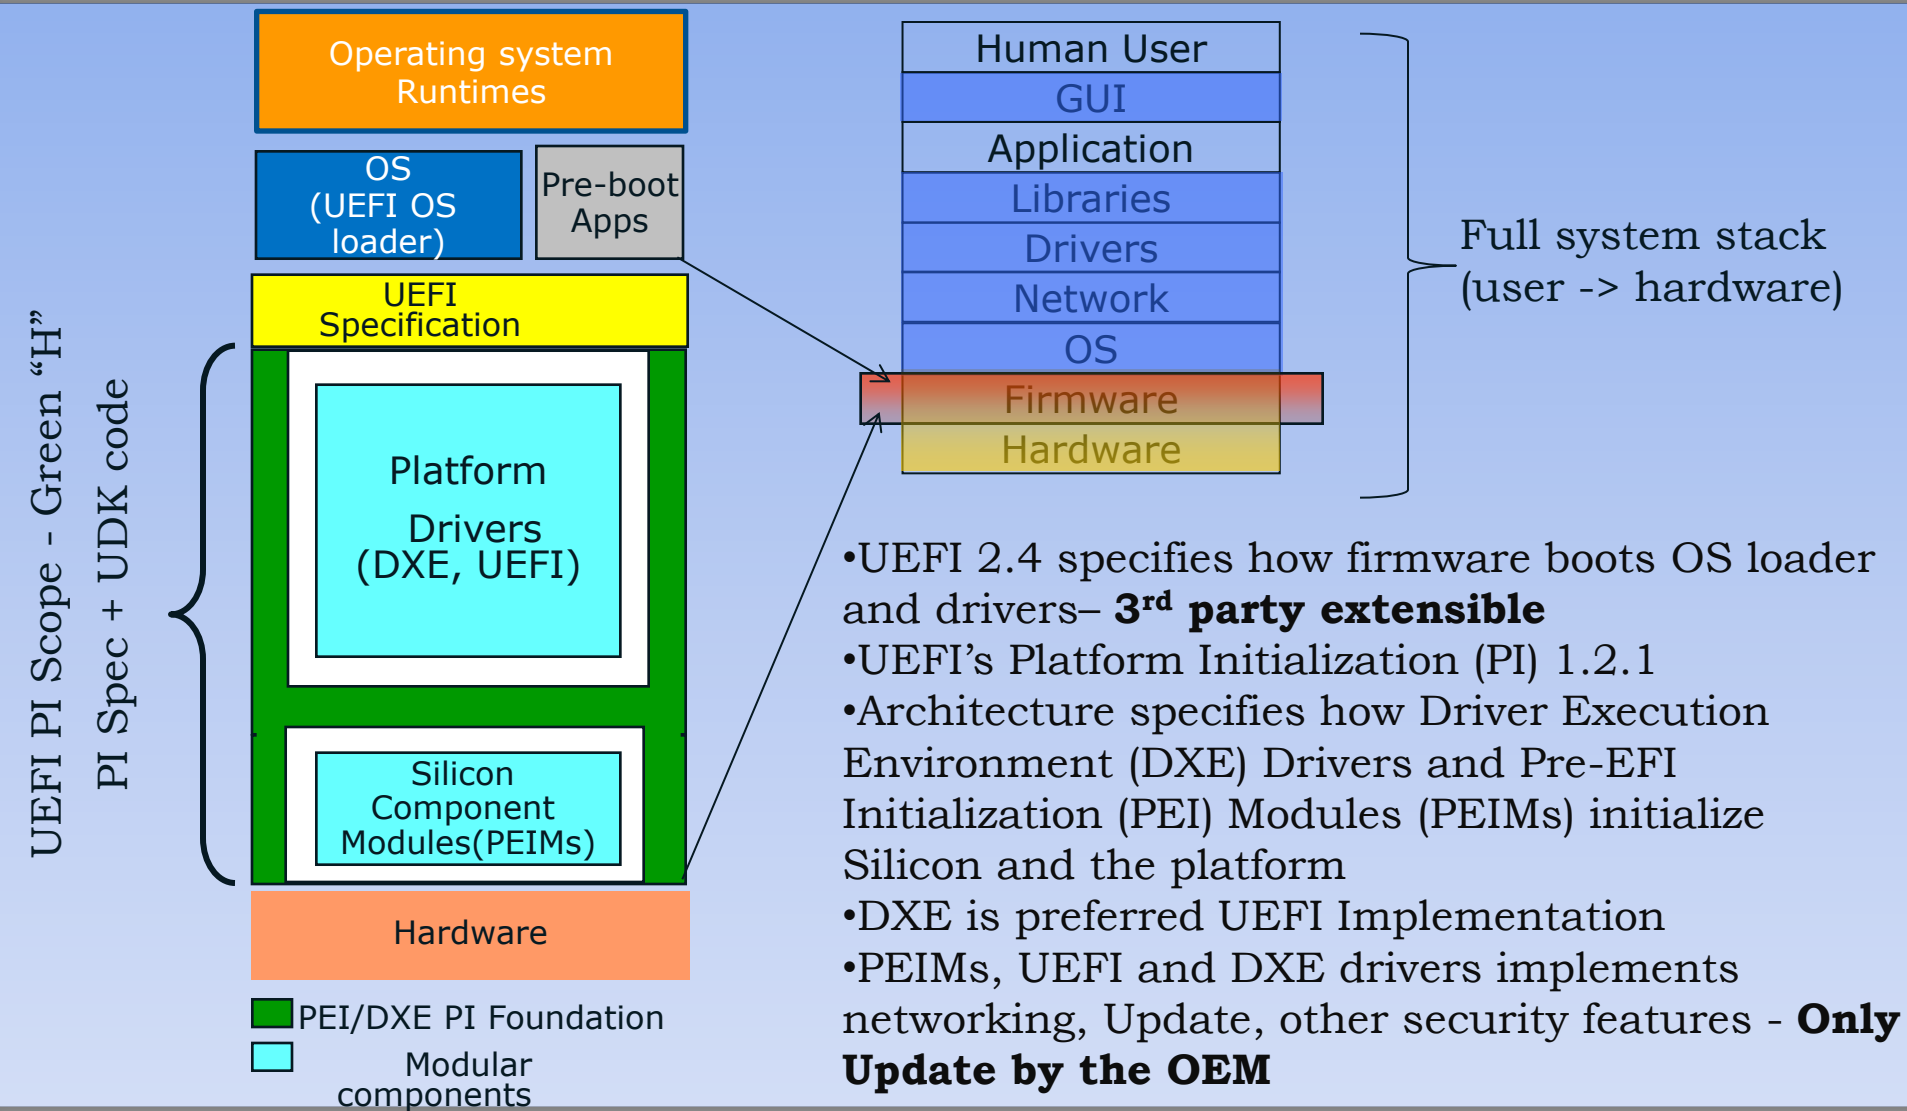 Operating system
Runtimes
OS
(UEFI OS
loader)
Pre-boot
Apps
UEFI
Specification
UEFI PI Scope - Green “H”
PI Spec + UDK code
Platform
Drivers
(DXE, UEFI)
Silicon
Component
Modules(PEIMs)
Hardware
PEI/DXE PI Foundation
Modular
components
Human User
GUI
Application
Libraries
Drivers
Network
OS
Firmware
Hardware
Full system stack
(user -> hardware)
•UEFI 2.4 specifies how firmware boots OS loader
and drivers– 3rd party extensible
•UEFI’s Platform Initialization (PI) 1.2.1
•Architecture specifies how Driver Execution
Environment (DXE) Drivers and Pre-EFI
Initialization (PEI) Modules (PEIMs) initialize
Silicon and the platform
•DXE is preferred UEFI Implementation
•PEIMs, UEFI and DXE drivers implements
networking, Update, other security features - Only
Update by the OEM